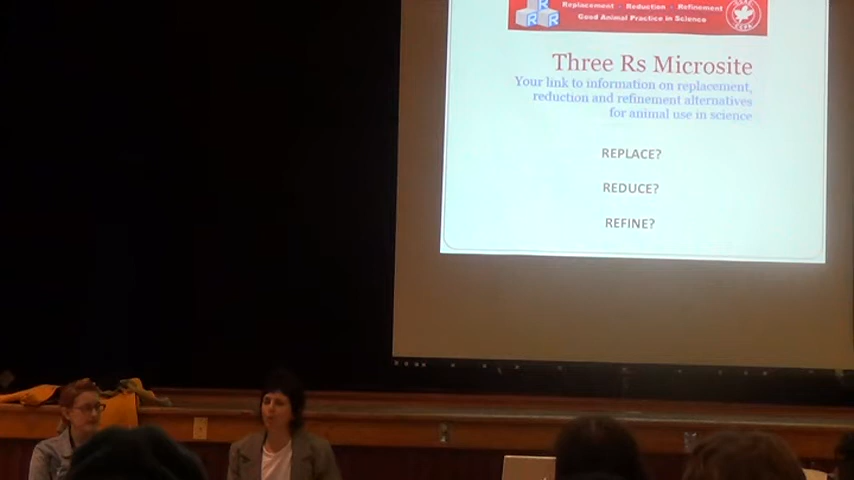 Replacement · Reduction · Refinement
Good Animal Practice in Science
R R
Three Rs Microsite
Your link to information on replacement,
reduction and refinement alternatives
for animal use in science
REPLACE?
REDUCE?
REFINE?